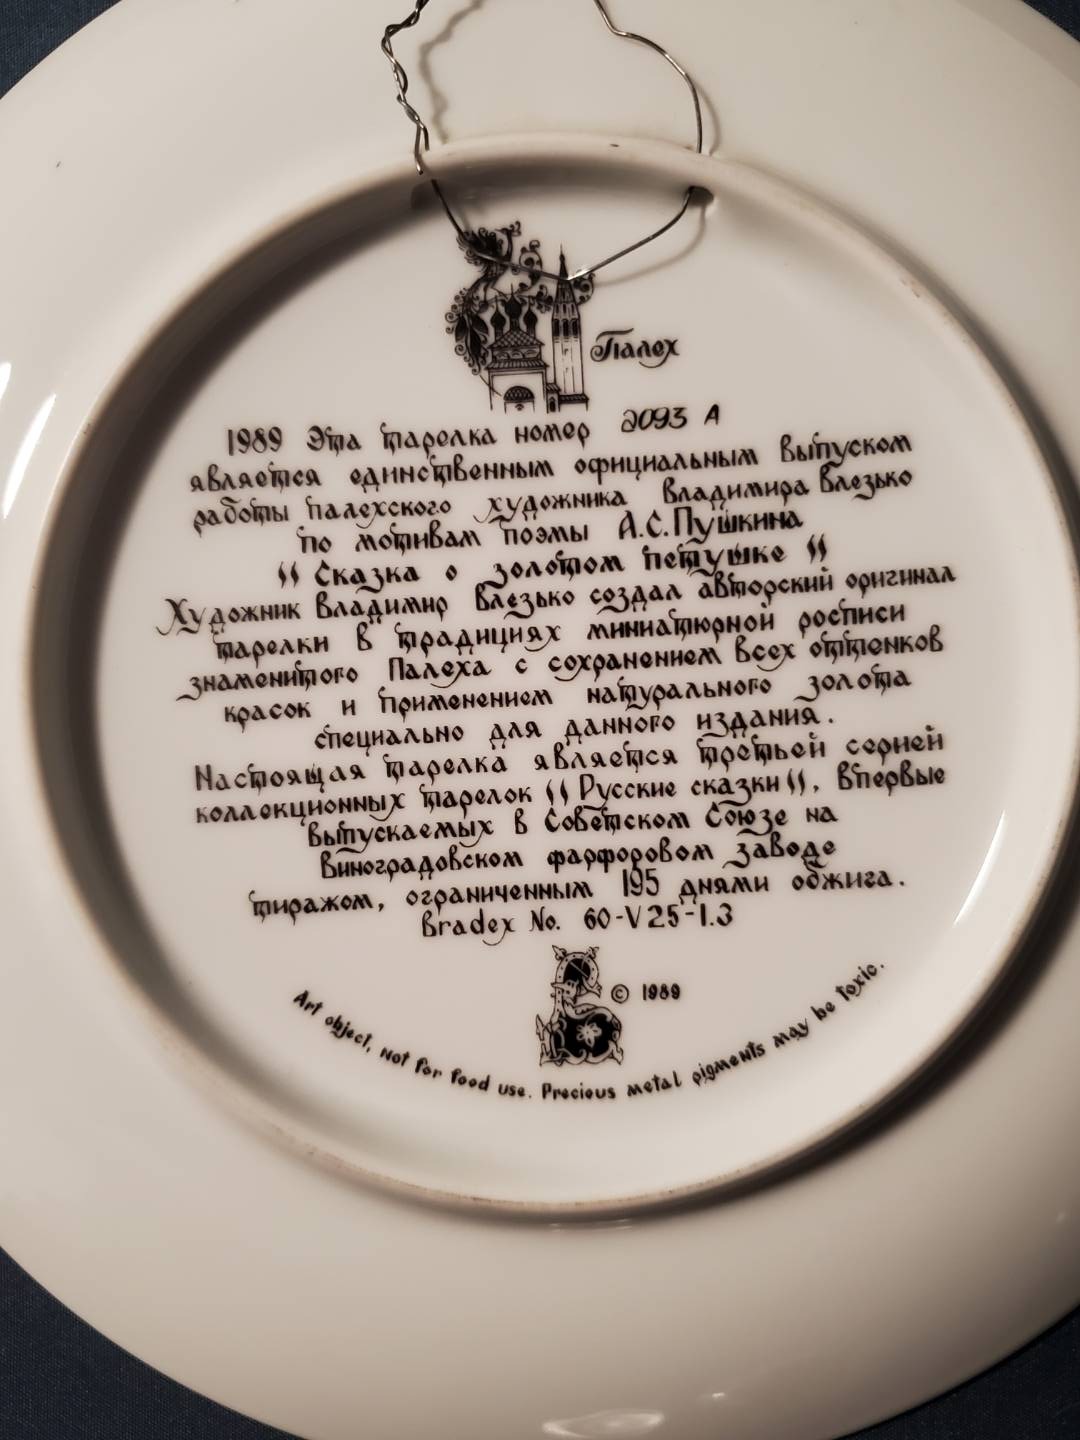 Палех
1989 Эта тарелка номер 2093 А
является единственным официальным выпуском
работы палехского художника Владимира Влезько
по мотивам поэмы А.С.Пушкина
"Сказка о золотом петушке"
Художник Владимир Влезько создал авторский оригинал
тарелки в традициях миниатюрной росписи
знаменитого Палеха с сохранением всех оттенков
красок и применением натурального золота
специально для данного издания.
Настоящая тарелка является третьей серией
коллекционных тарелок "Русские сказки", впервые
выпускаемых в Советском Союзе на
Виноградовском фарфоровом заводе
тиражом, ограниченным 195 днями обжига.
Bradex No. 60-V25-1.3
© 1989
Art object, not for food use. Precious metal pigments may be toxic.